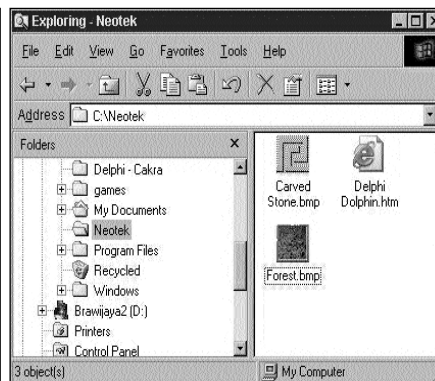 Exploring - Neotek
File Edit View Go Favorites Tools Help
Address C:\Neotek
Folders x
Delphi - Cakra
games
My Documents
Neotek
Program Files
Recycled
Windows
Brawijaya2 (D:)
Printers
Control Panel
Carved
Stone.bmp
Delphi
Dolphin.htm
Forest.bmp
3 object(s)
My Computer